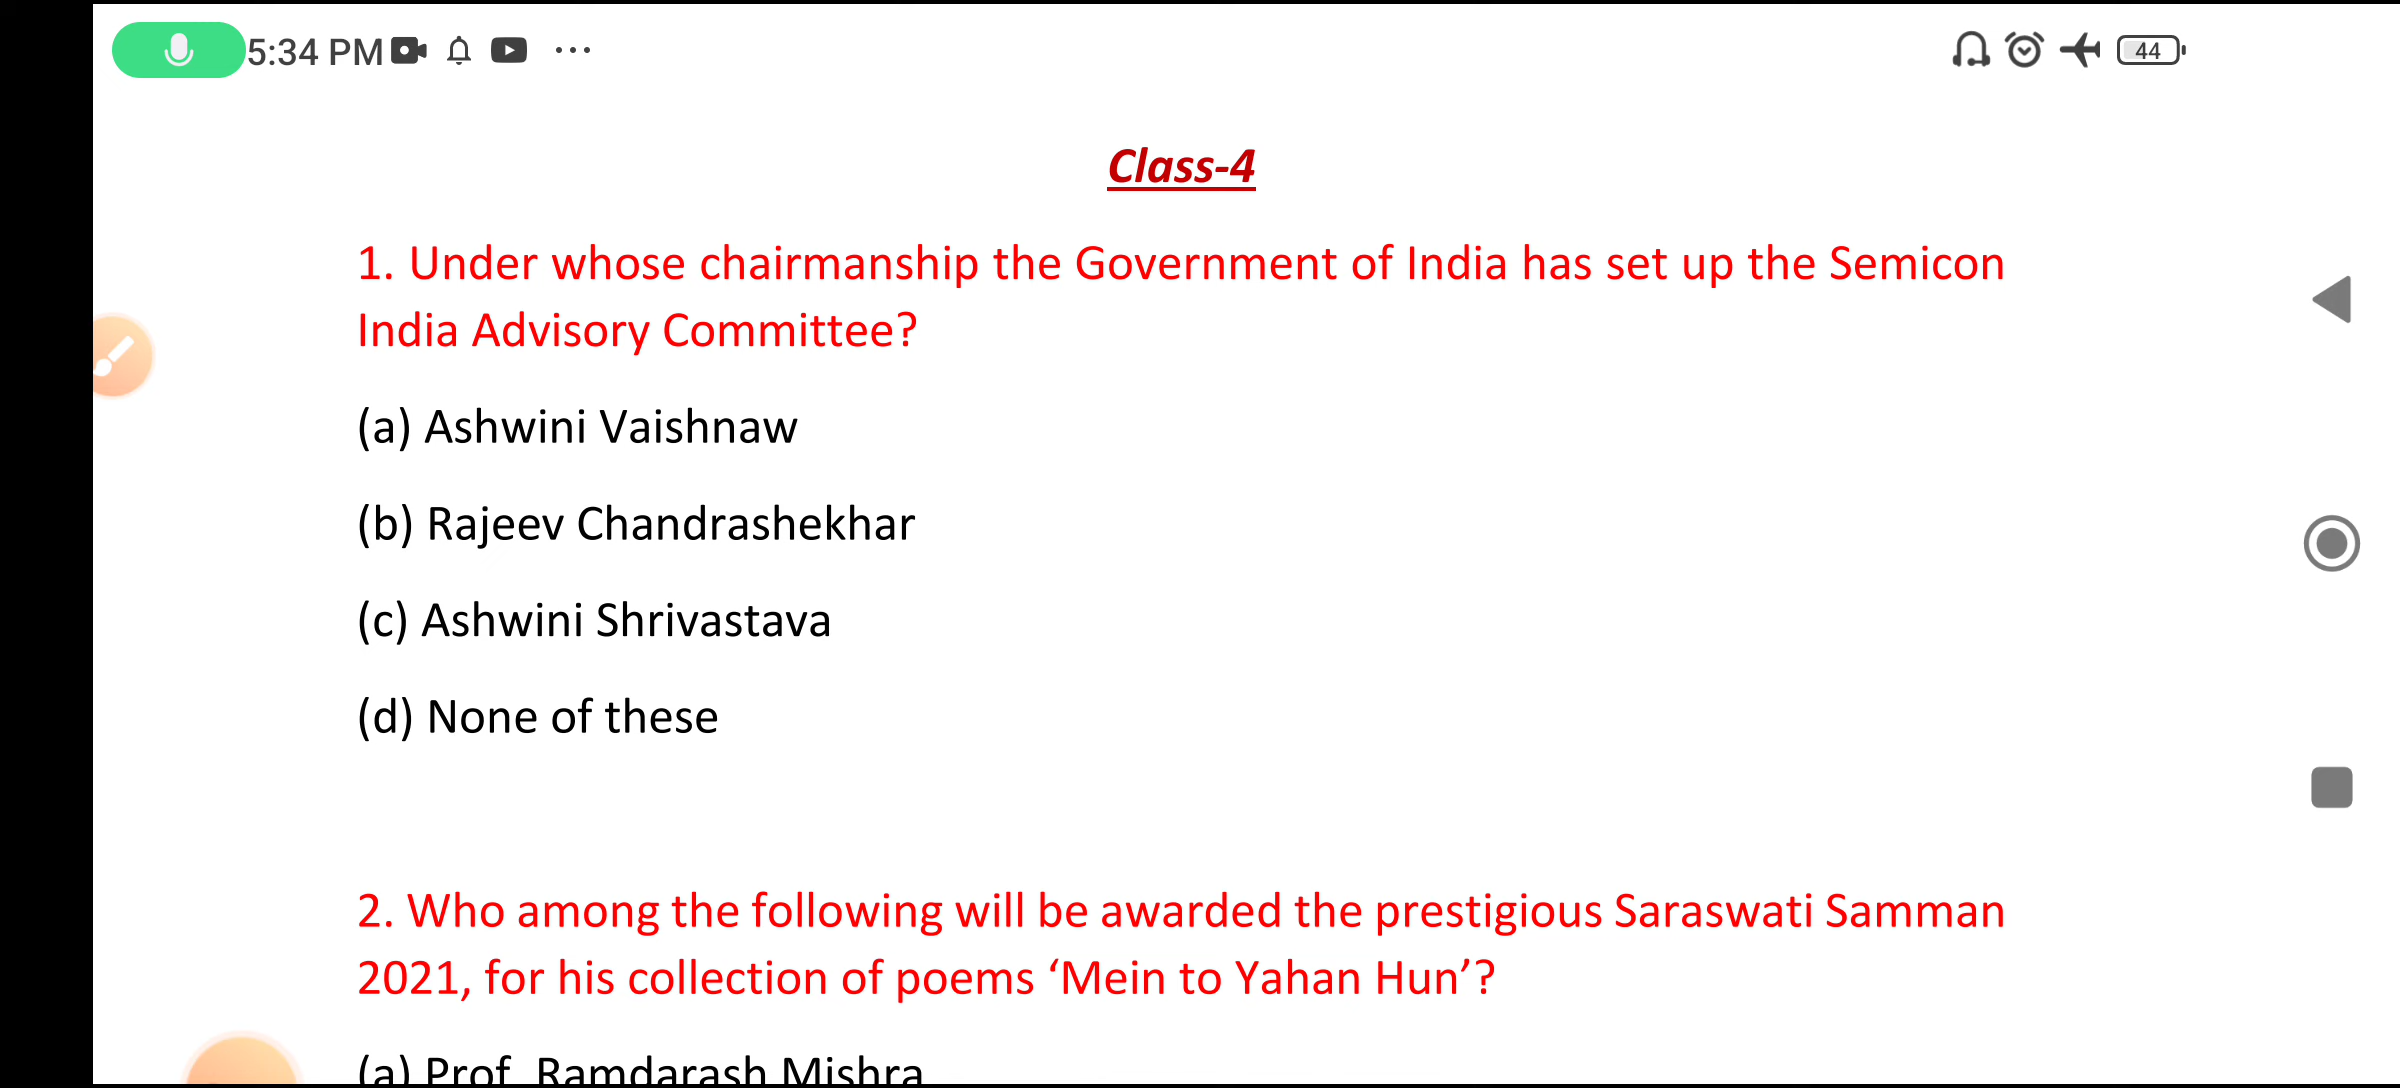 5:34 PM
44
Class-4
1. Under whose chairmanship the Government of India has set up the Semicon
India Advisory Committee?
(a) Ashwini Vaishnaw
(b) Rajeev Chandrashekhar
(c) Ashwini Shrivastava
(d) None of these
2. Who among the following will be awarded the prestigious Saraswati Samman
2021, for his collection of poems ‘Mein to Yahan Hun’?
(a) Prof. Ramdarash Mishra